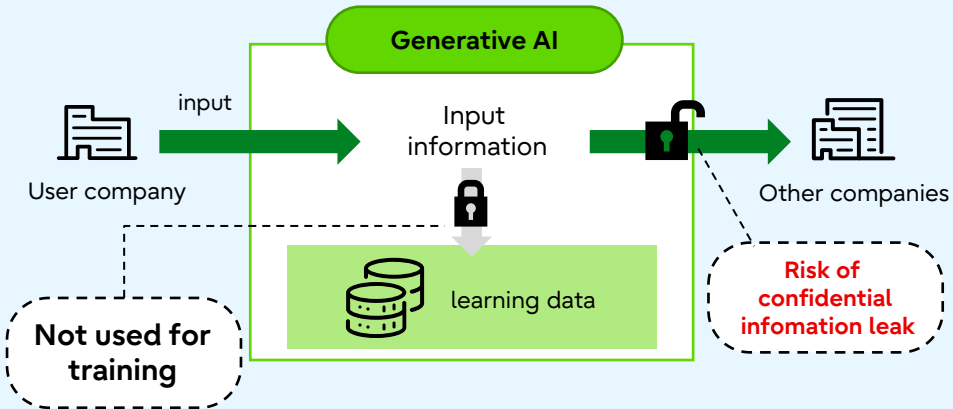 Generative AI
input
Input
information
User company
Other companies
learning data
Not used for
training
Risk of
confidential
infomation leak